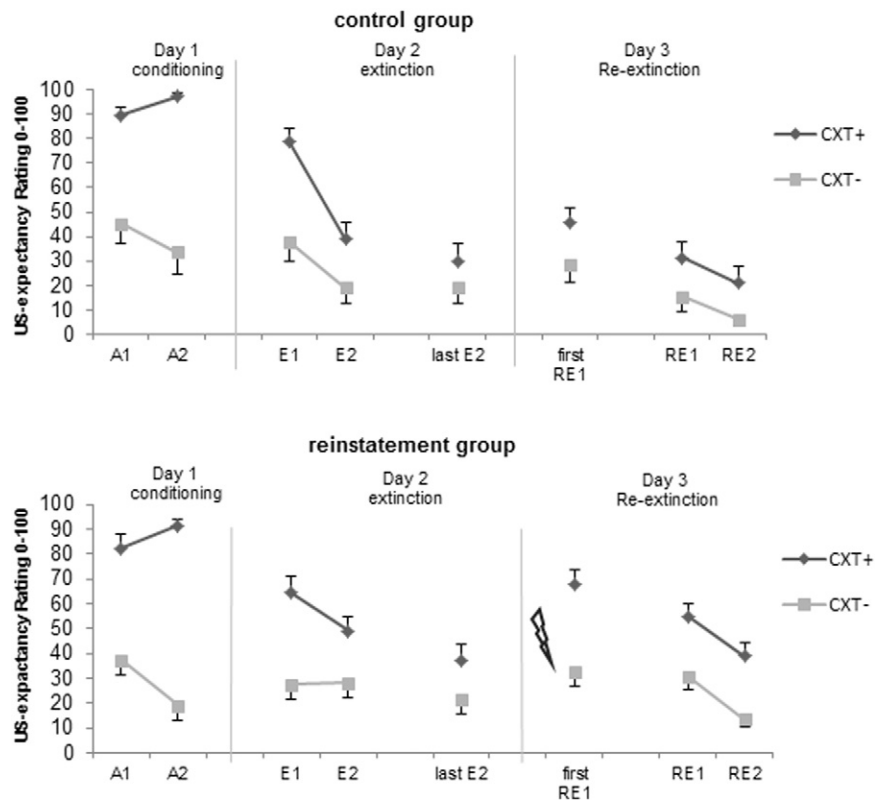 control group
Day 1
conditioning
Day 2
extinction
Day 3
Re-extinction
US-expectancy Rating 0-100
100
90
80
70
60
50
40
30
20
10
0
A1 A2 E1 E2 last E2 first RE1 RE2
RE1
CXT+
CXT-
reinstatement group
Day 1
conditioning
Day 2
extinction
Day 3
Re-extinction
US-expactancy Rating 0-100
100
90
80
70
60
50
40
30
20
10
0
A1 A2 E1 E2 last E2 first RE1 RE2
RE1
CXT+
CXT-